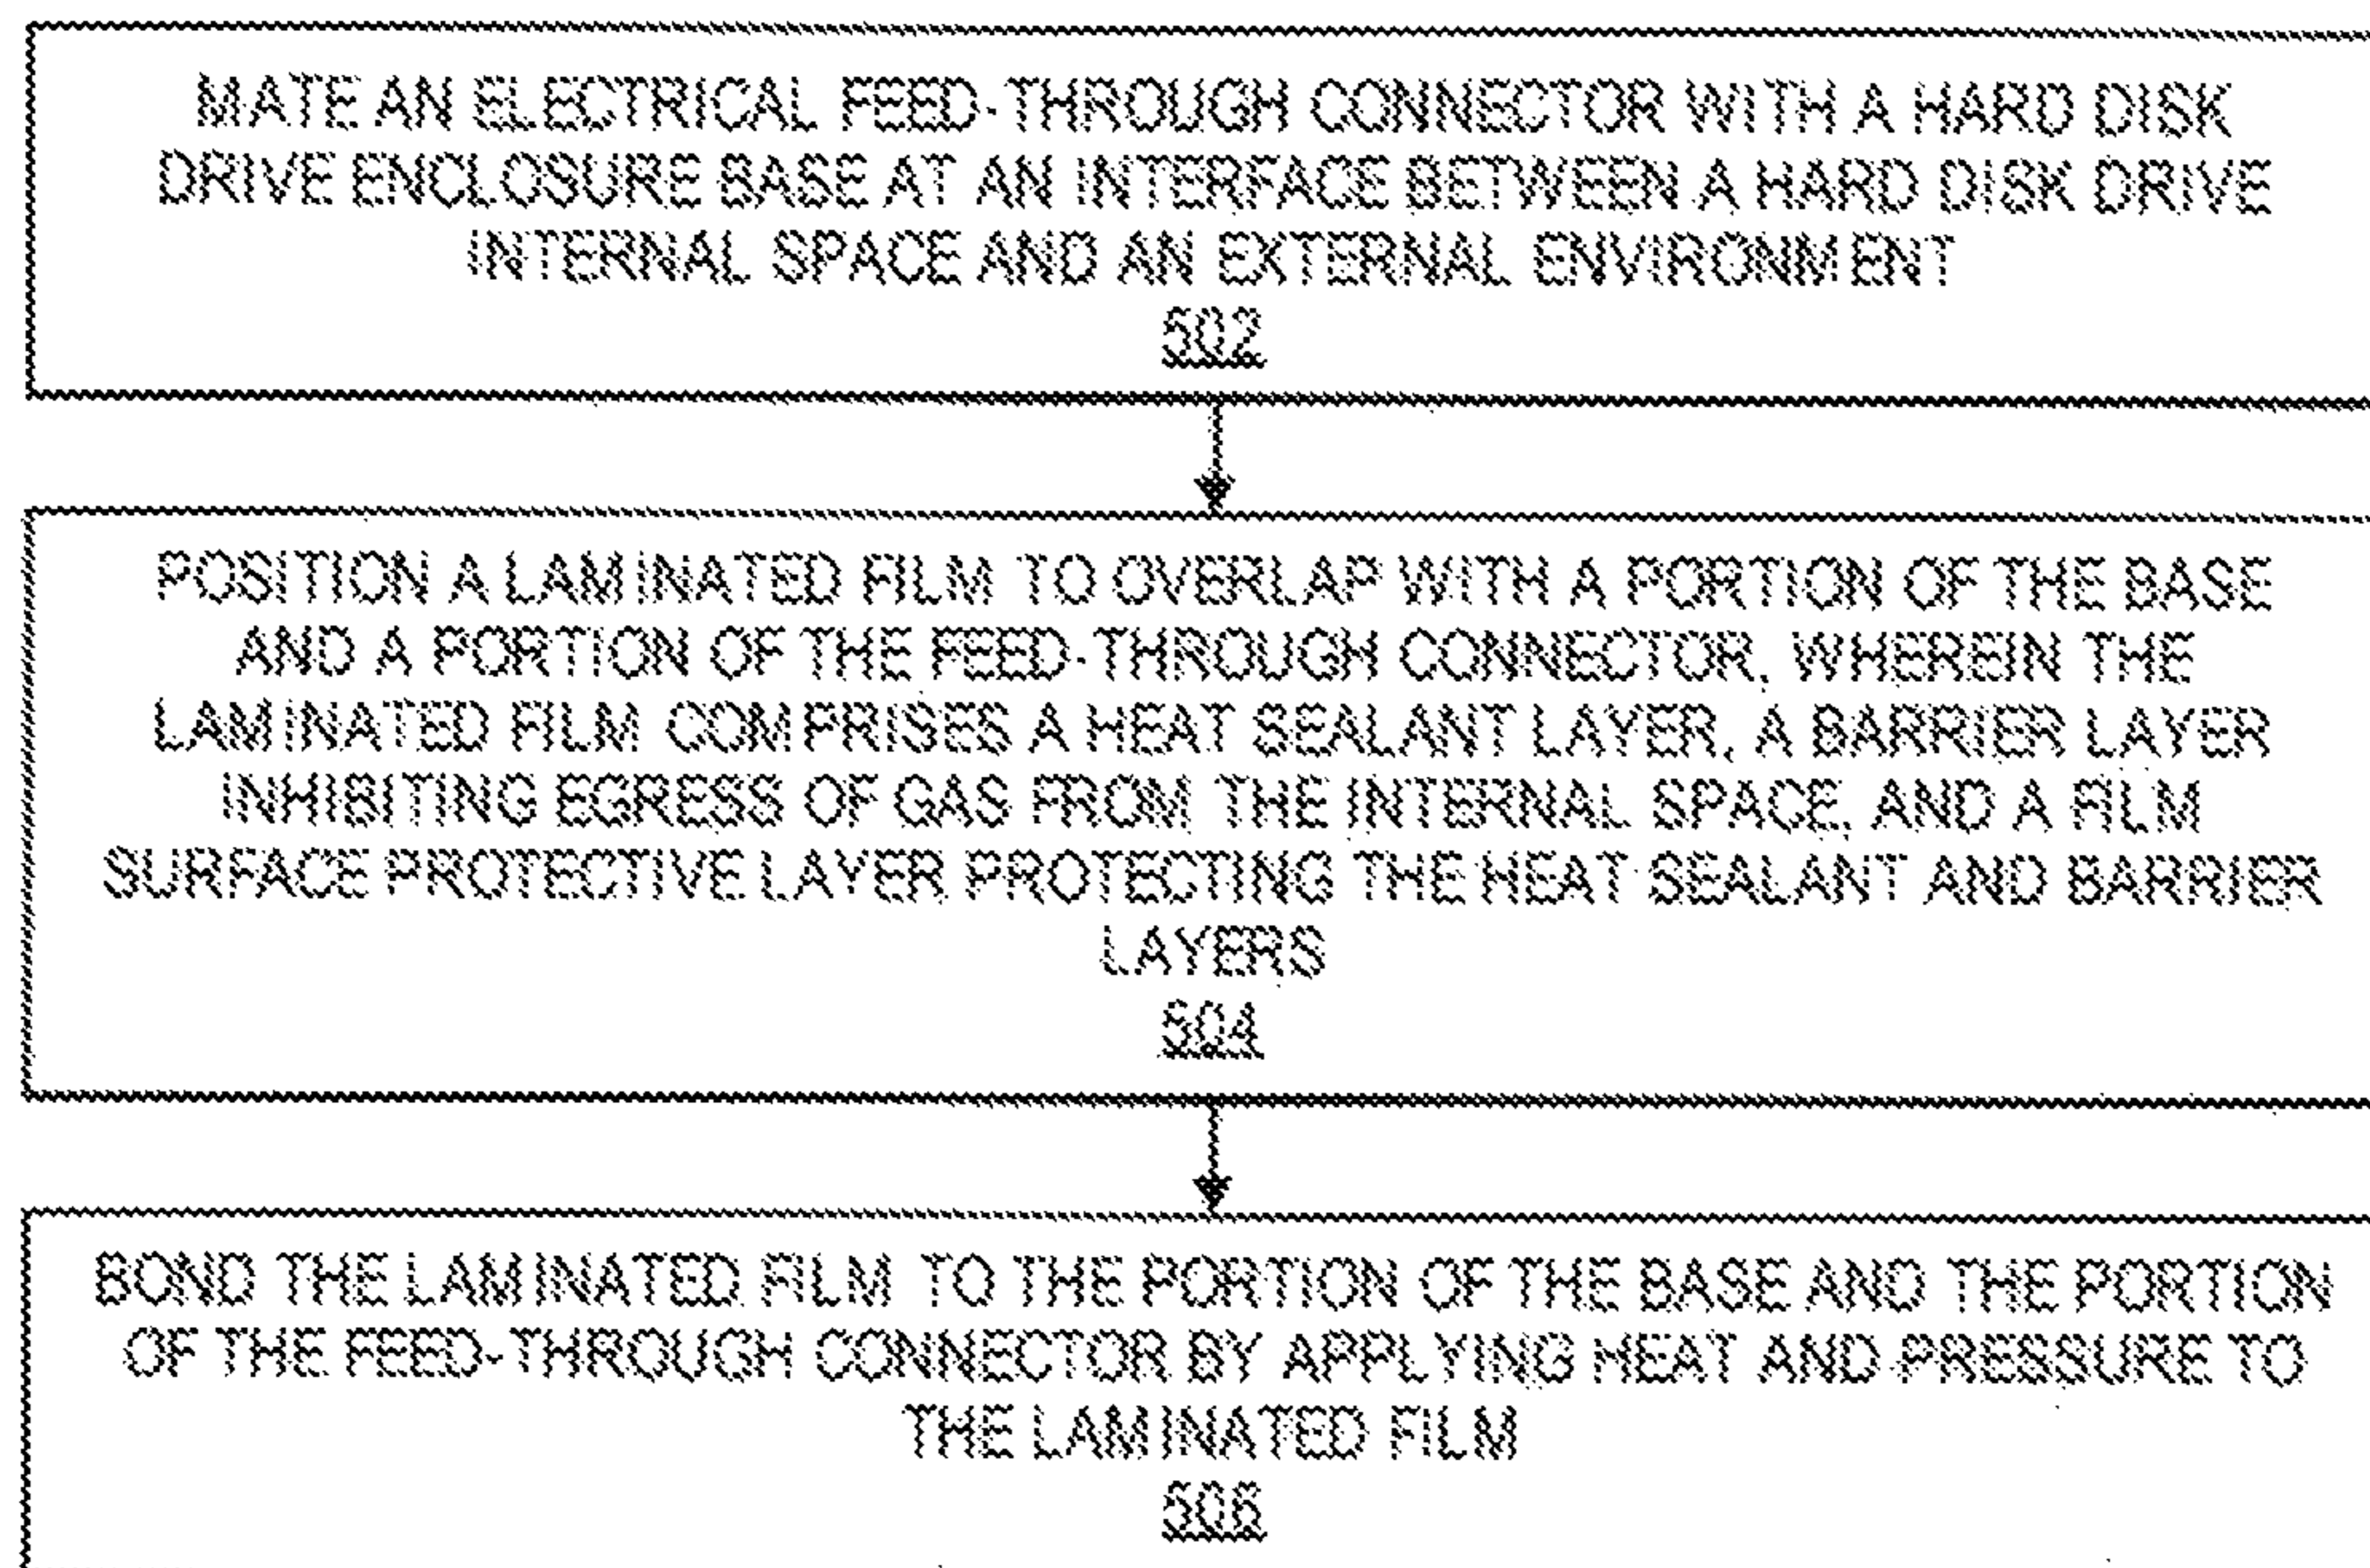 MATE AN ELECTRICAL FEED-THROUGH CONNECTOR WITH A HARD DISK
DRIVE ENCLOSURE BASE AT AN INTERFACE BETWEEN A HARD DISK DRIVE
INTERNAL SPACE AND AN EXTERNAL ENVIRONMENT
502
POSITION A LAMINATED FILM TO OVERLAP WITH A PORTION OF THE BASE
AND A PORTION OF THE FEED-THROUGH CONNECTOR, WHEREIN THE
LAMINATED FILM COMPRISES A HEAT SEALANT LAYER, A BARRIER LAYER
INHIBITING EGRESS OF GAS FROM THE INTERNAL SPACE, AND A FILM
SURFACE PROTECTIVE LAYER PROTECTING THE HEAT SEALANT AND BARRIER
LAYERS
504
BOND THE LAMINATED FILM TO THE PORTION OF THE BASE AND THE PORTION
OF THE FEED-THROUGH CONNECTOR BY APPLYING HEAT AND PRESSURE TO
THE LAMINATED FILM
506